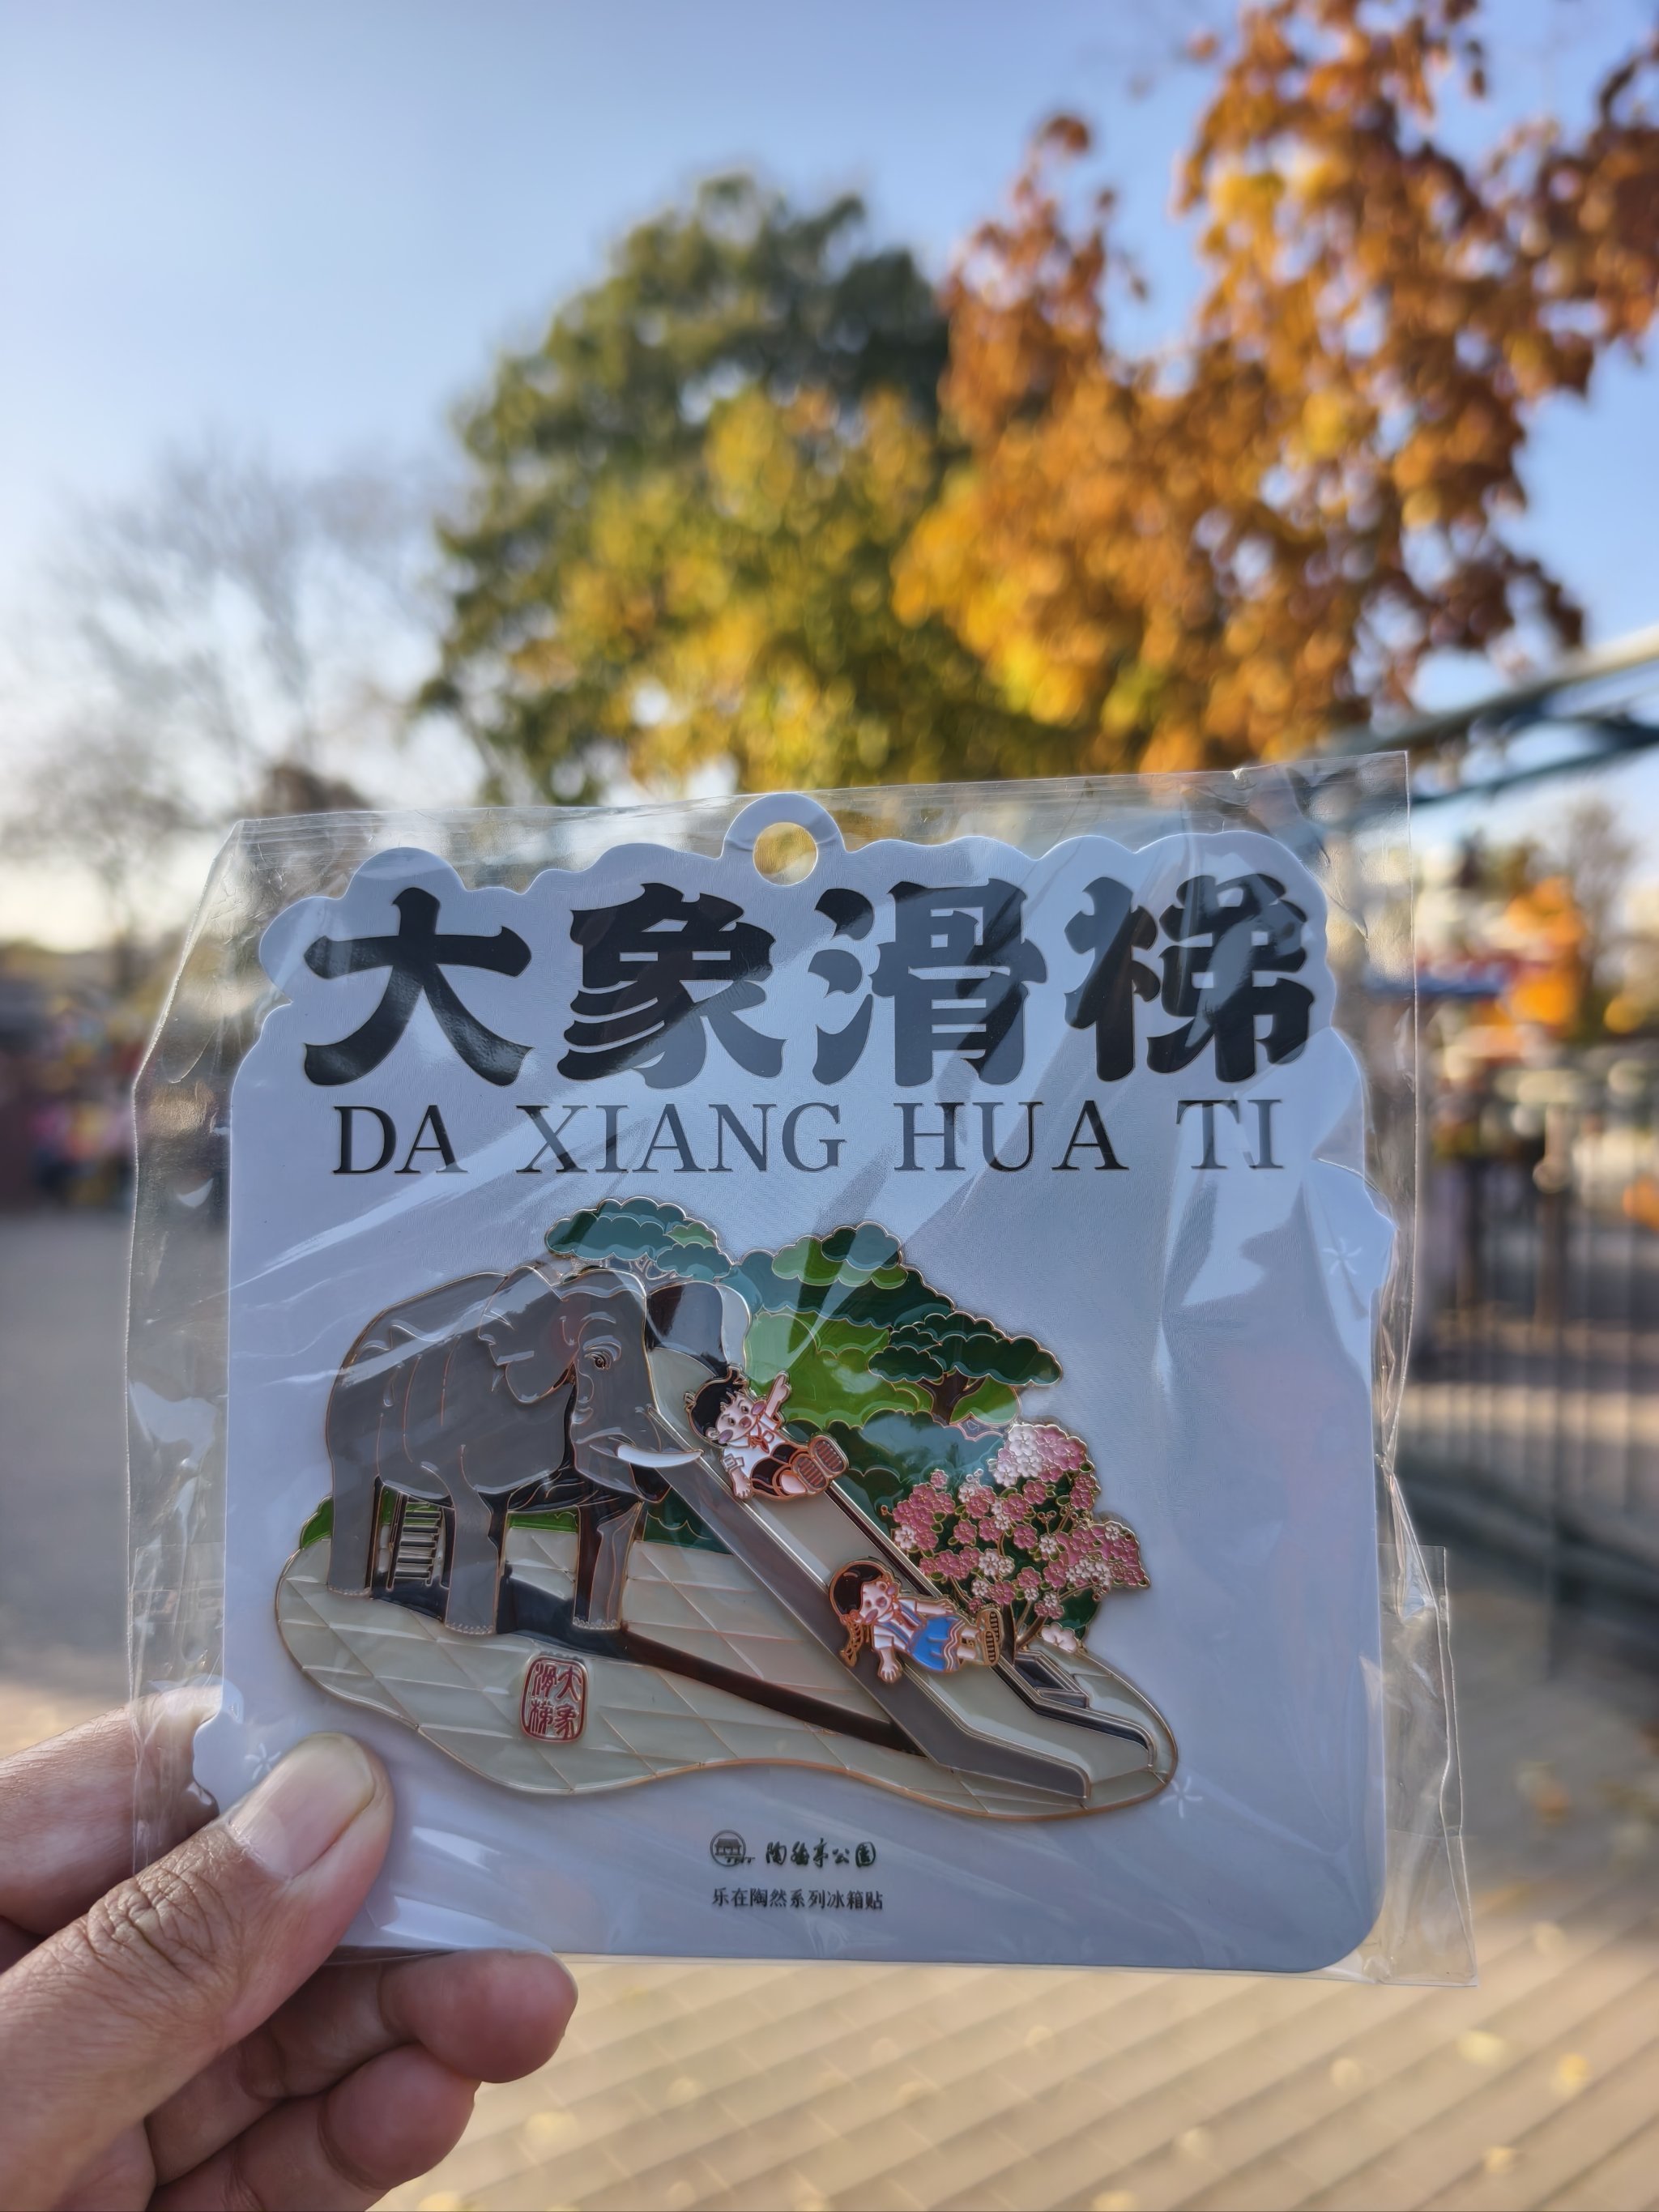 大象滑梯
DA XIANG HUA TI
大象
滑梯
陶然亭公园
乐在陶然系列冰箱贴